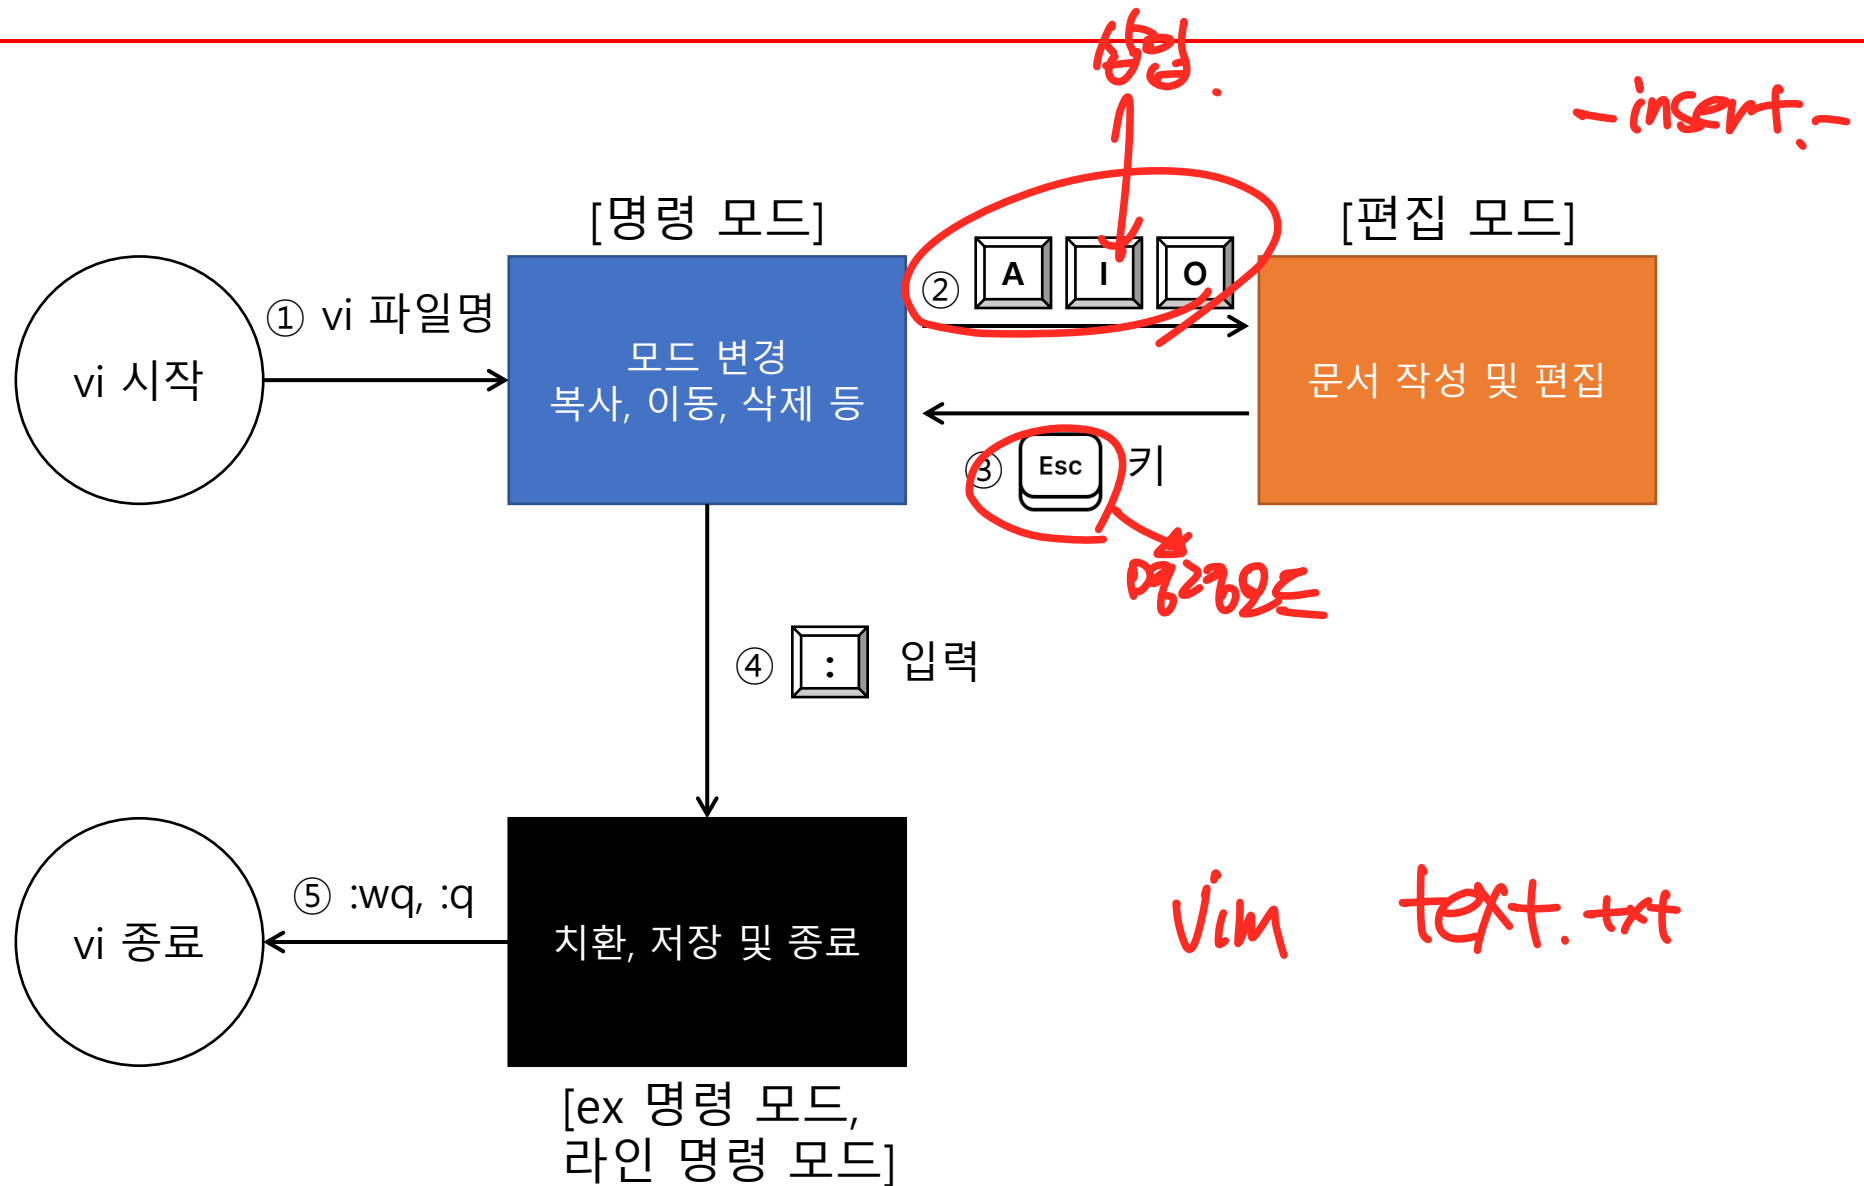 삽입.
-insert.-
[명령 모드]
[편집 모드]
① vi 파일명
② A I O
vi 시작
모드 변경
복사, 이동, 삭제 등
문서 작성 및 편집
③ Esc 키
명령모드
④ : 입력
vim text.txt
⑤ :wq, :q
vi 종료
치환, 저장 및 종료
[ex 명령 모드,
라인 명령 모드]